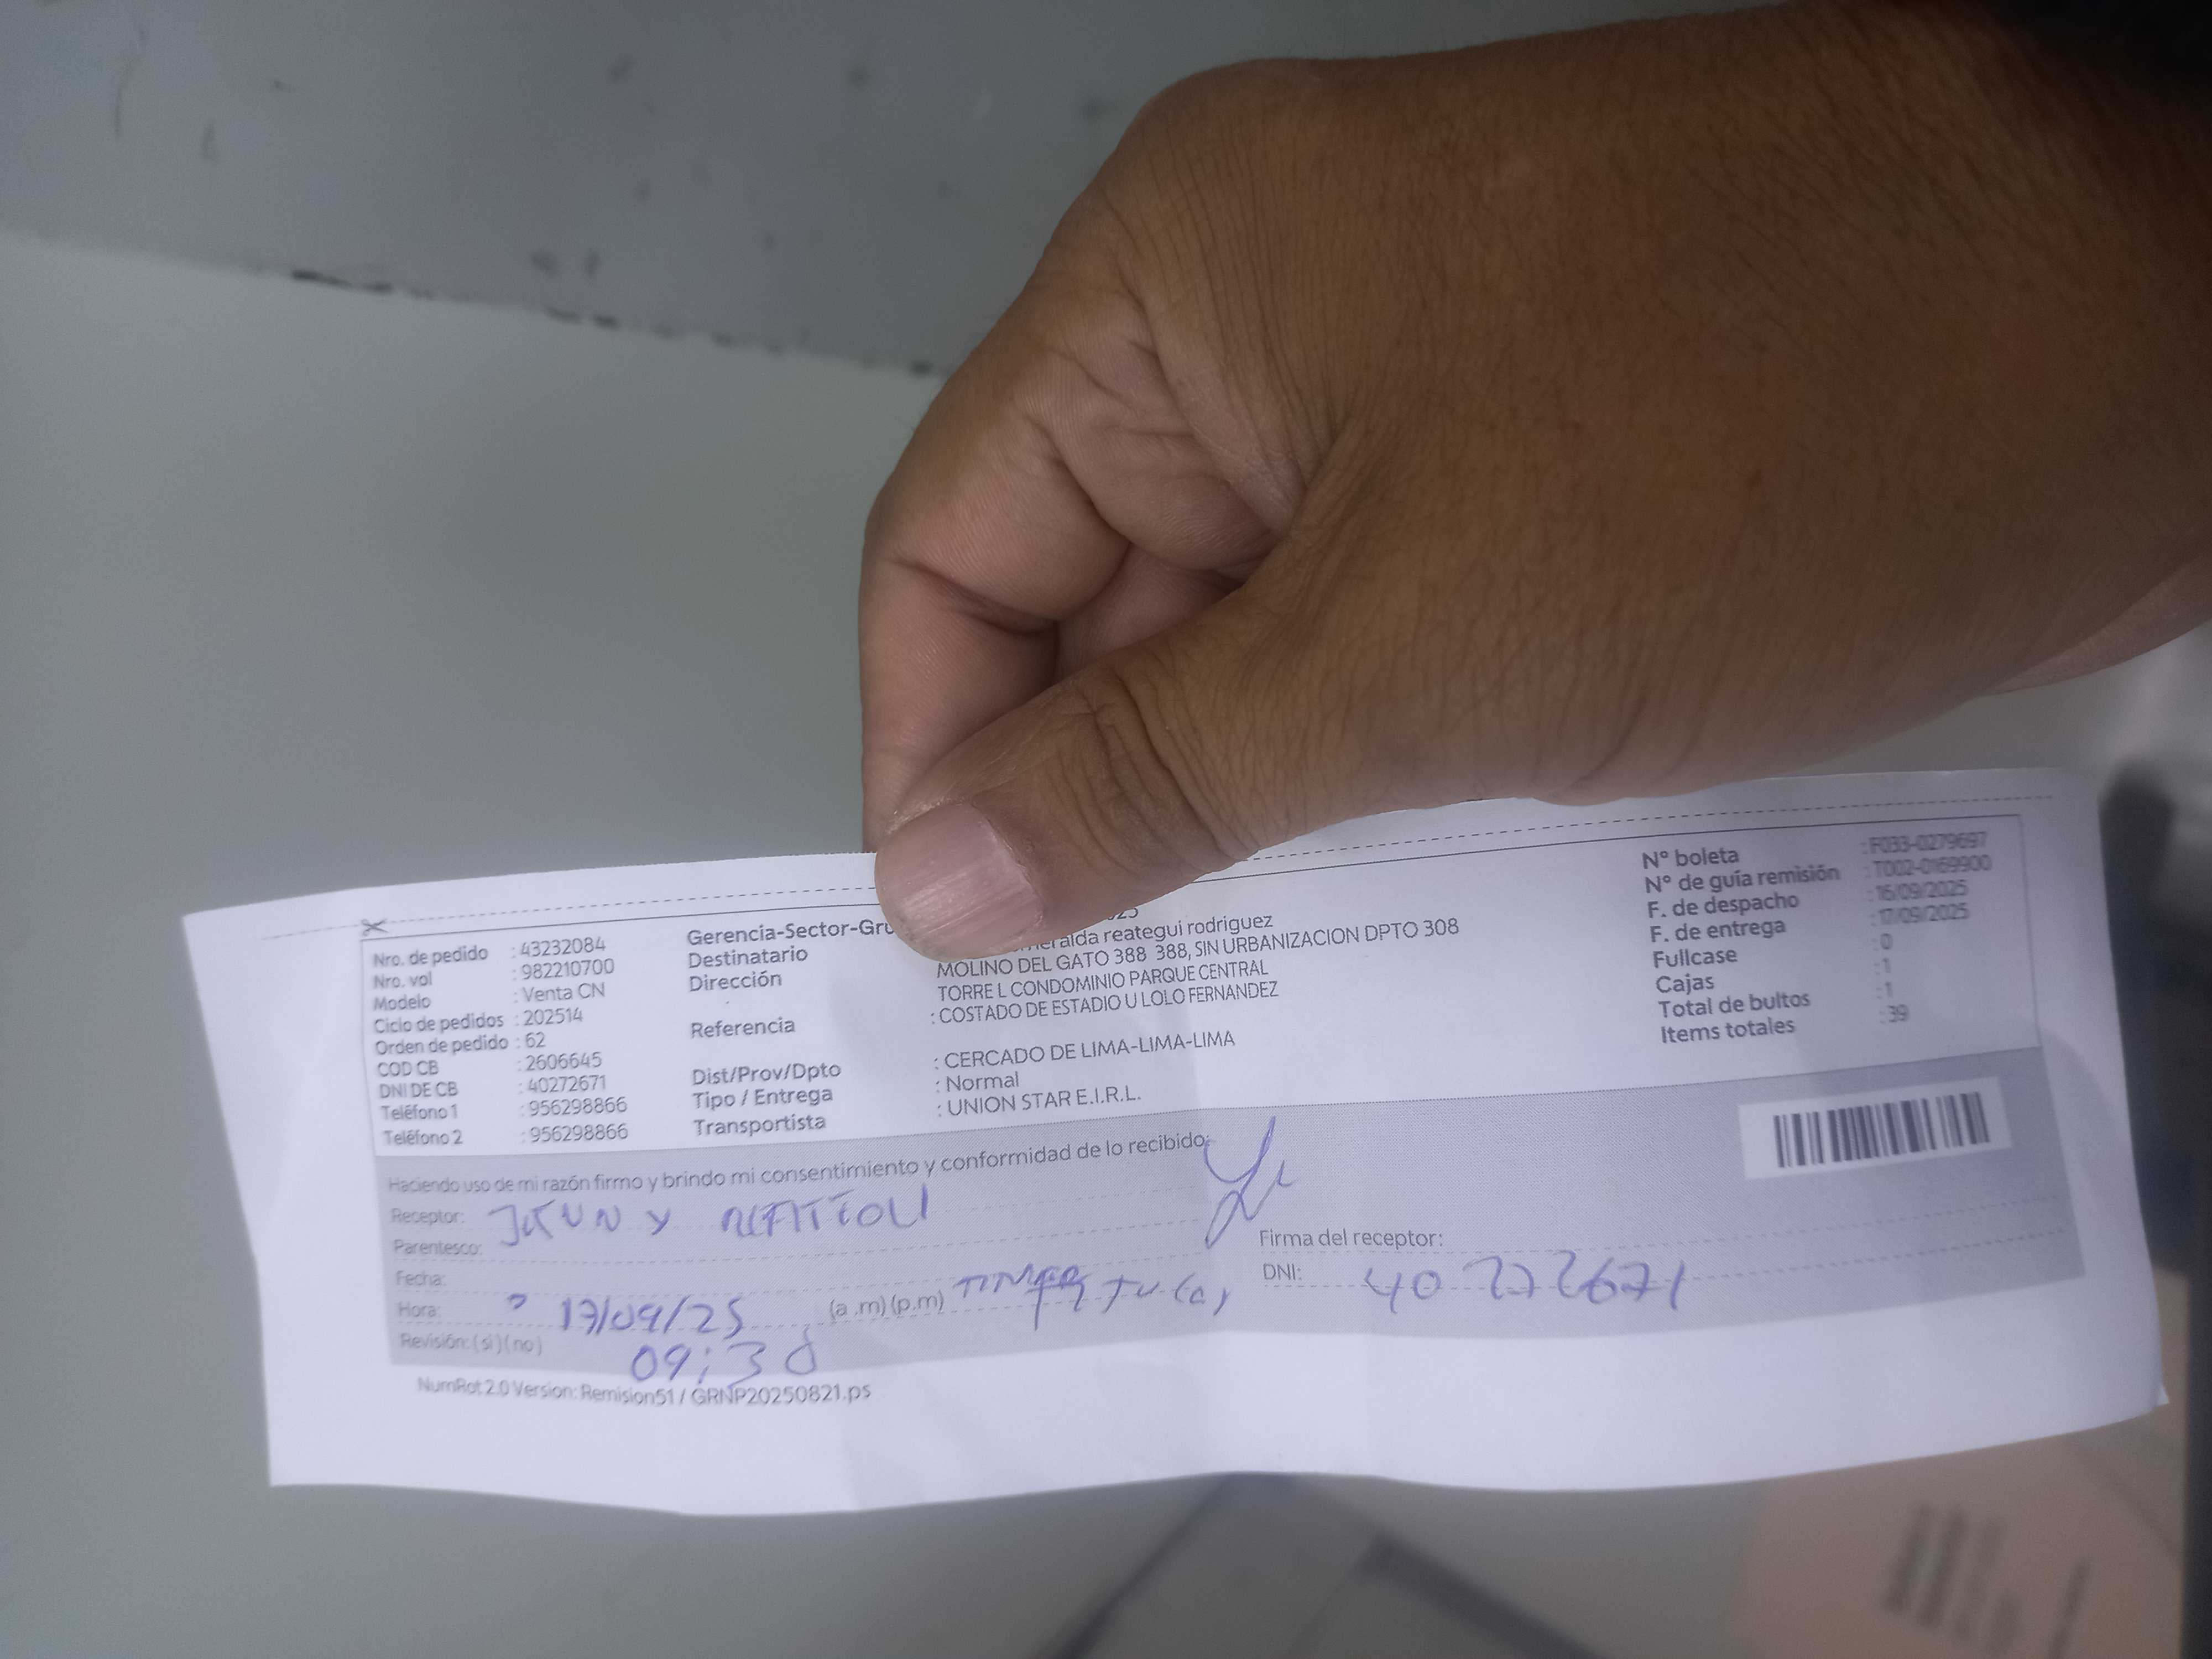 Nro. de pedido : 43232084
Nro. val : 982210700
Modelo : Venta CN
Ciclo de pedidos : 202514
Orden de pedido : 62
COD CB : 2606645
DNI DE CB : 40272671
Teléfono 1 : 956298866
Teléfono 2 : 956298866
Gerencia-Sector-Gru
Destinatario reategui rodriguez
Dirección MOLINO DEL GATO 388 388, SIN URBANIZACION DPTO 308
TORRE L CONDOMINIO PARQUE CENTRAL
Referencia : COSTADO DE ESTADIO U LOLO FERNANDEZ
Dist/Prov/Dpto : CERCADO DE LIMA-LIMA-LIMA
Tipo / Entrega : Normal
Transportista : UNION STAR E.I.R.L.
N° boleta : F033-0279697
N° de guía remisión : T002-0169900
F. de despacho : 16/09/2025
F. de entrega : 17/09/2025
Fullcase : 0
Cajas : 1
Total de bultos : 1
Items totales : 39
Haciendo uso de mi razón firmo y brindo mi consentimiento y conformidad de lo recibido:
Receptor:
Parentesco:
Firma del receptor:
Fecha:
DNI: 40272671
Hora: 17/09/25 (a.m) (p.m)
Revisión: (si) (no) 09:30
NumRot 2.0 Version: Remision51 / GRNP20250821.ps